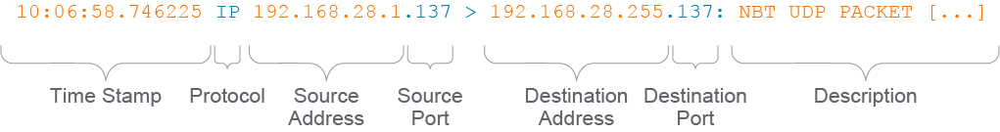 10:06:58.746225 IP 192.168.28.1.137 > 192.168.28.255.137: NBT UDP PACKET [...]
Time Stamp Protocol Source Address Source Port Destination Address Destination Port Description